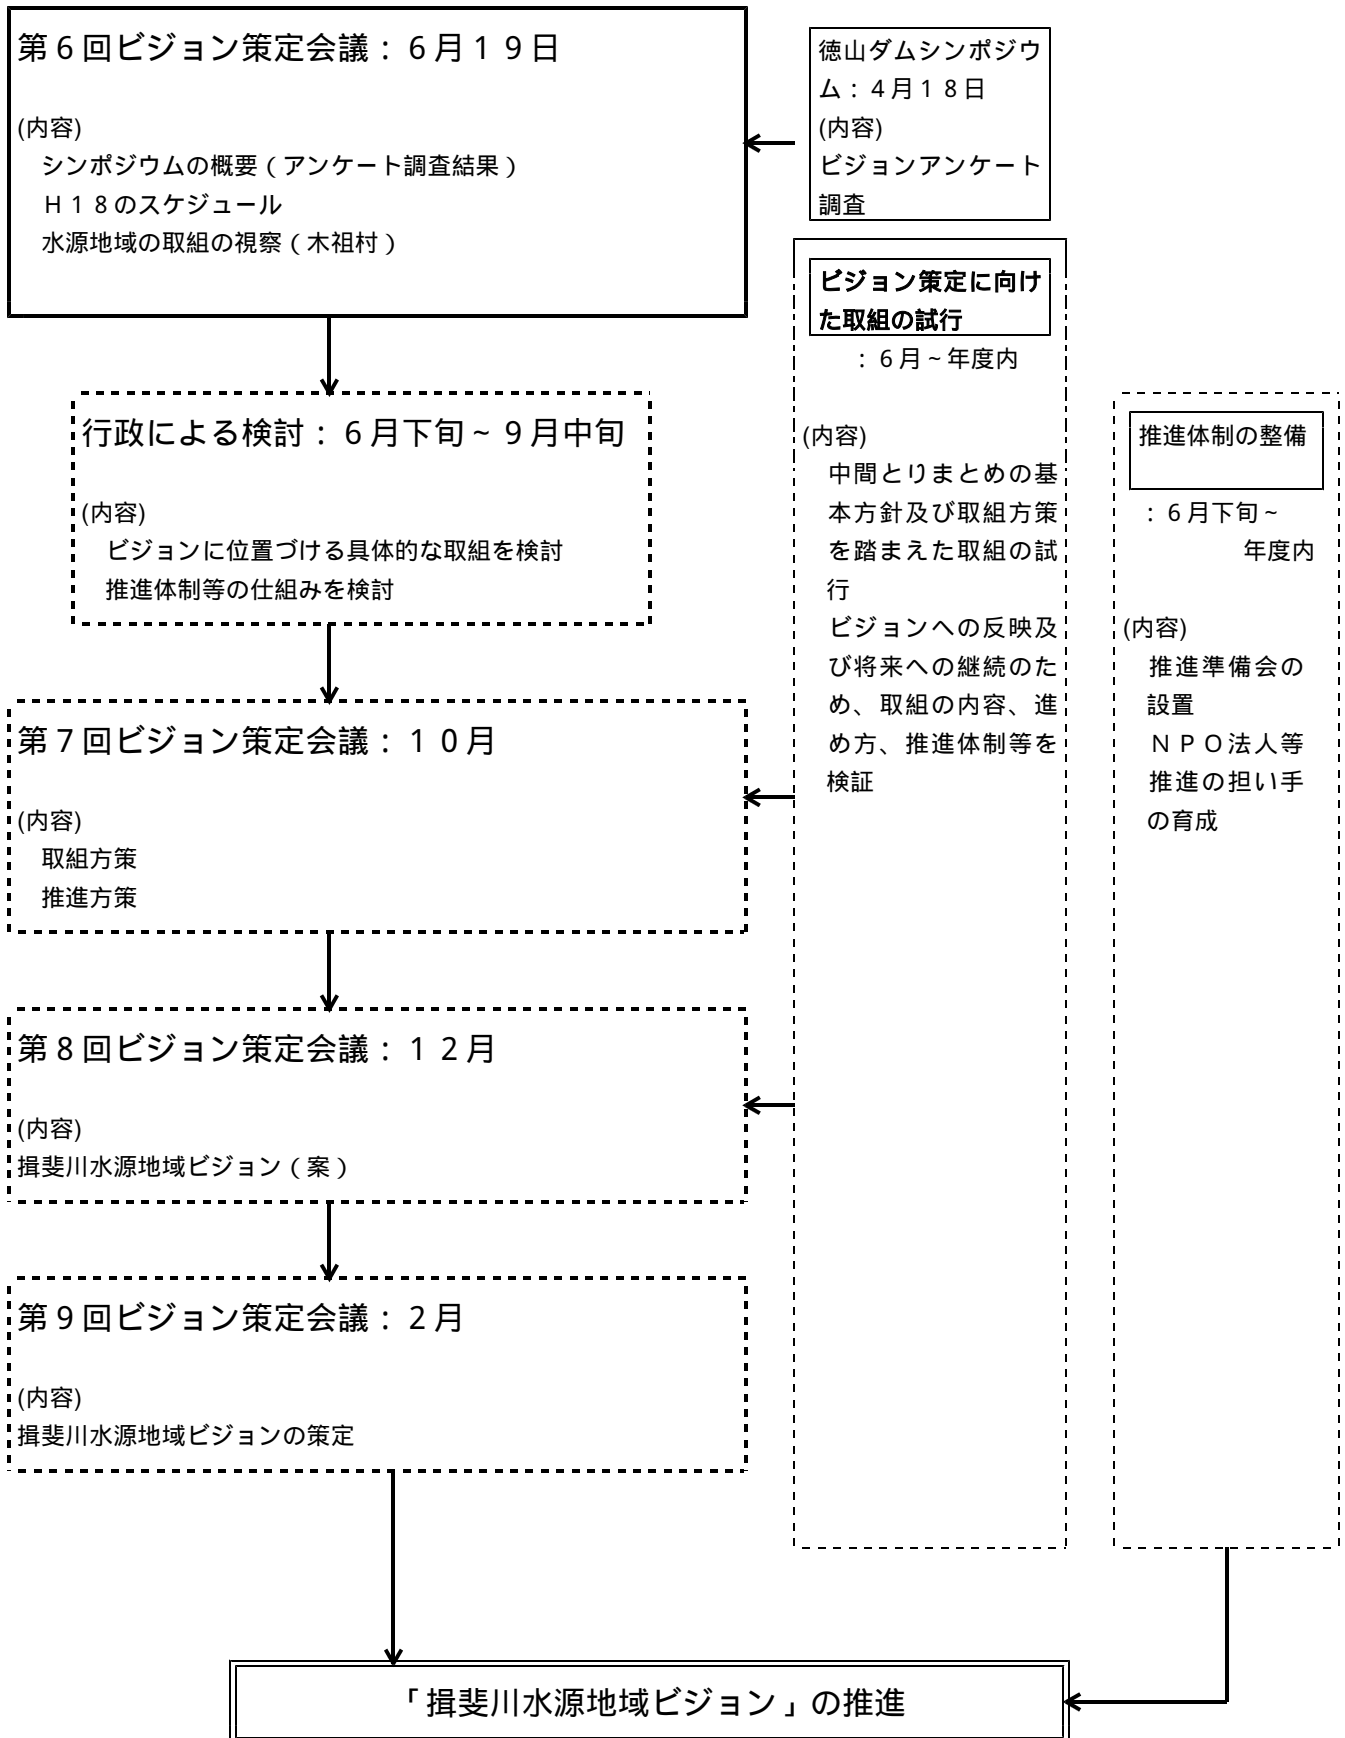 第６回ビジョン策定会議：６月１９日
(内容)
シンポジウムの概要（アンケート調査結果）
Ｈ１８のスケジュール
水源地域の取組の視察（木祖村）
徳山ダムシンポジウ
ム：４月１８日
(内容)
ビジョンアンケート
調査
行政による検討：６月下旬～９月中旬
(内容)
ビジョンに位置づける具体的な取組を検討
推進体制等の仕組みを検討
第７回ビジョン策定会議：１０月
(内容)
取組方策
推進方策
第８回ビジョン策定会議：１２月
(内容)
揖斐川水源地域ビジョン（案）
第９回ビジョン策定会議：２月
(内容)
揖斐川水源地域ビジョンの策定
ビジョン策定に向け
た取組の試行
：６月～年度内
(内容)
中間とりまとめの基
本方針及び取組方策
を踏まえた取組の試
行
ビジョンへの反映及
び将来への継続のた
め、取組の内容、進
め方、推進体制等を
検証
推進体制の整備
：６月下旬～
年度内
(内容)
推進準備会の
設置
ＮＰＯ法人等
推進の担い手
の育成
「揖斐川水源地域ビジョン」の推進